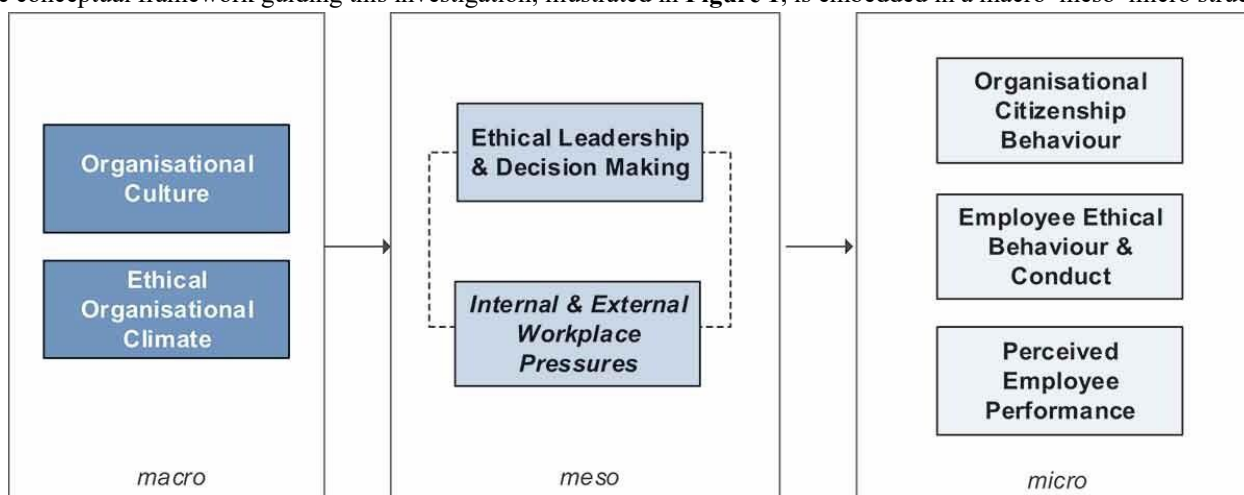 e conceptual framework guiding this investigation, illustrated in Figure 1, is embedded in a macro–meso–micro struc
Organisational
Culture
Ethical
Organisational
Climate
macro
Ethical Leadership
& Decision Making
Internal & External
Workplace
Pressures
meso
Organisational
Citizenship
Behaviour
Employee Ethical
Behaviour &
Conduct
Perceived
Employee
Performance
micro